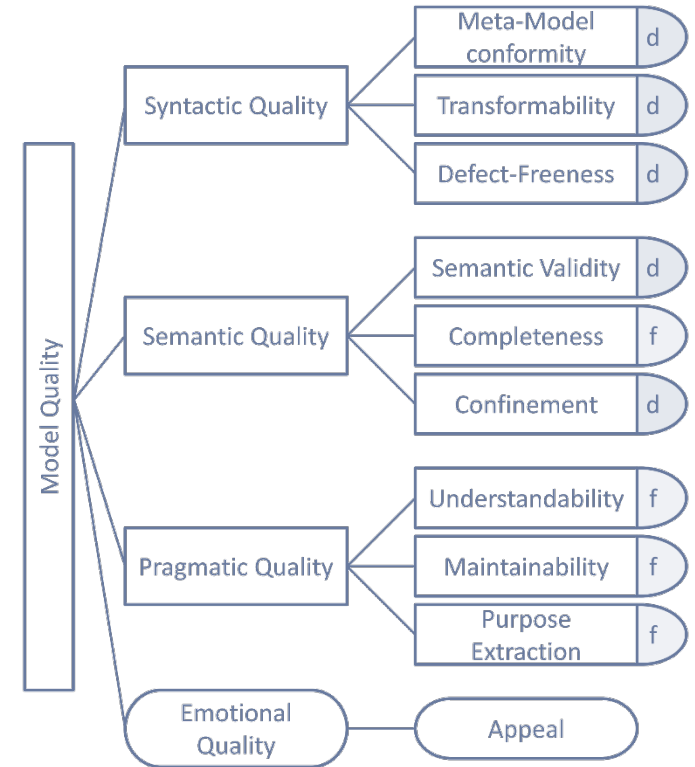 Model Quality
Syntactic Quality
Meta-Model
conformity
d
Transformability
d
Defect-Freeness
d
Semantic Quality
Semantic Validity
d
Completeness
f
Confinement
d
Pragmatic Quality
Understandability
f
Maintainability
f
Purpose
Extraction
f
Emotional
Quality
Appeal